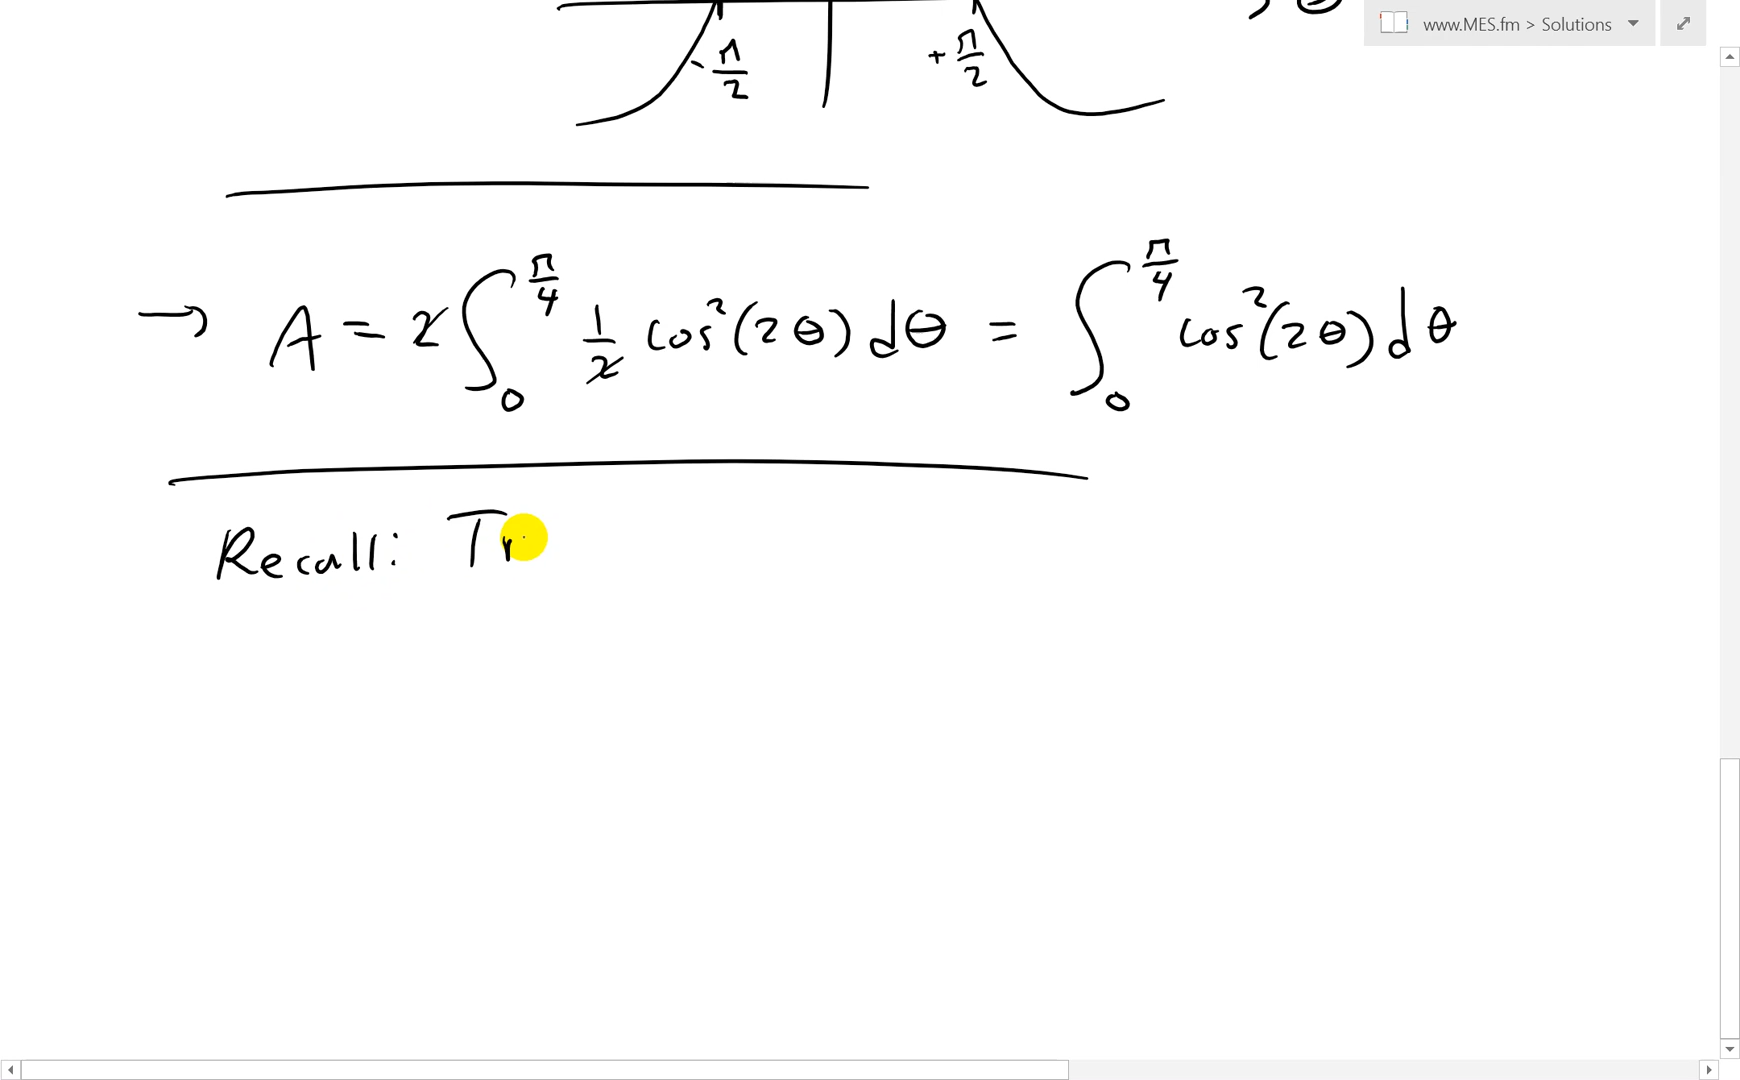 www.MES.fm > Solutions
-π/2 +π/2
→ A = 2∫₀^(π/4) 1/2 cos²(2θ)dθ = ∫₀^(π/4) cos²(2θ)dθ
Recall: Tr